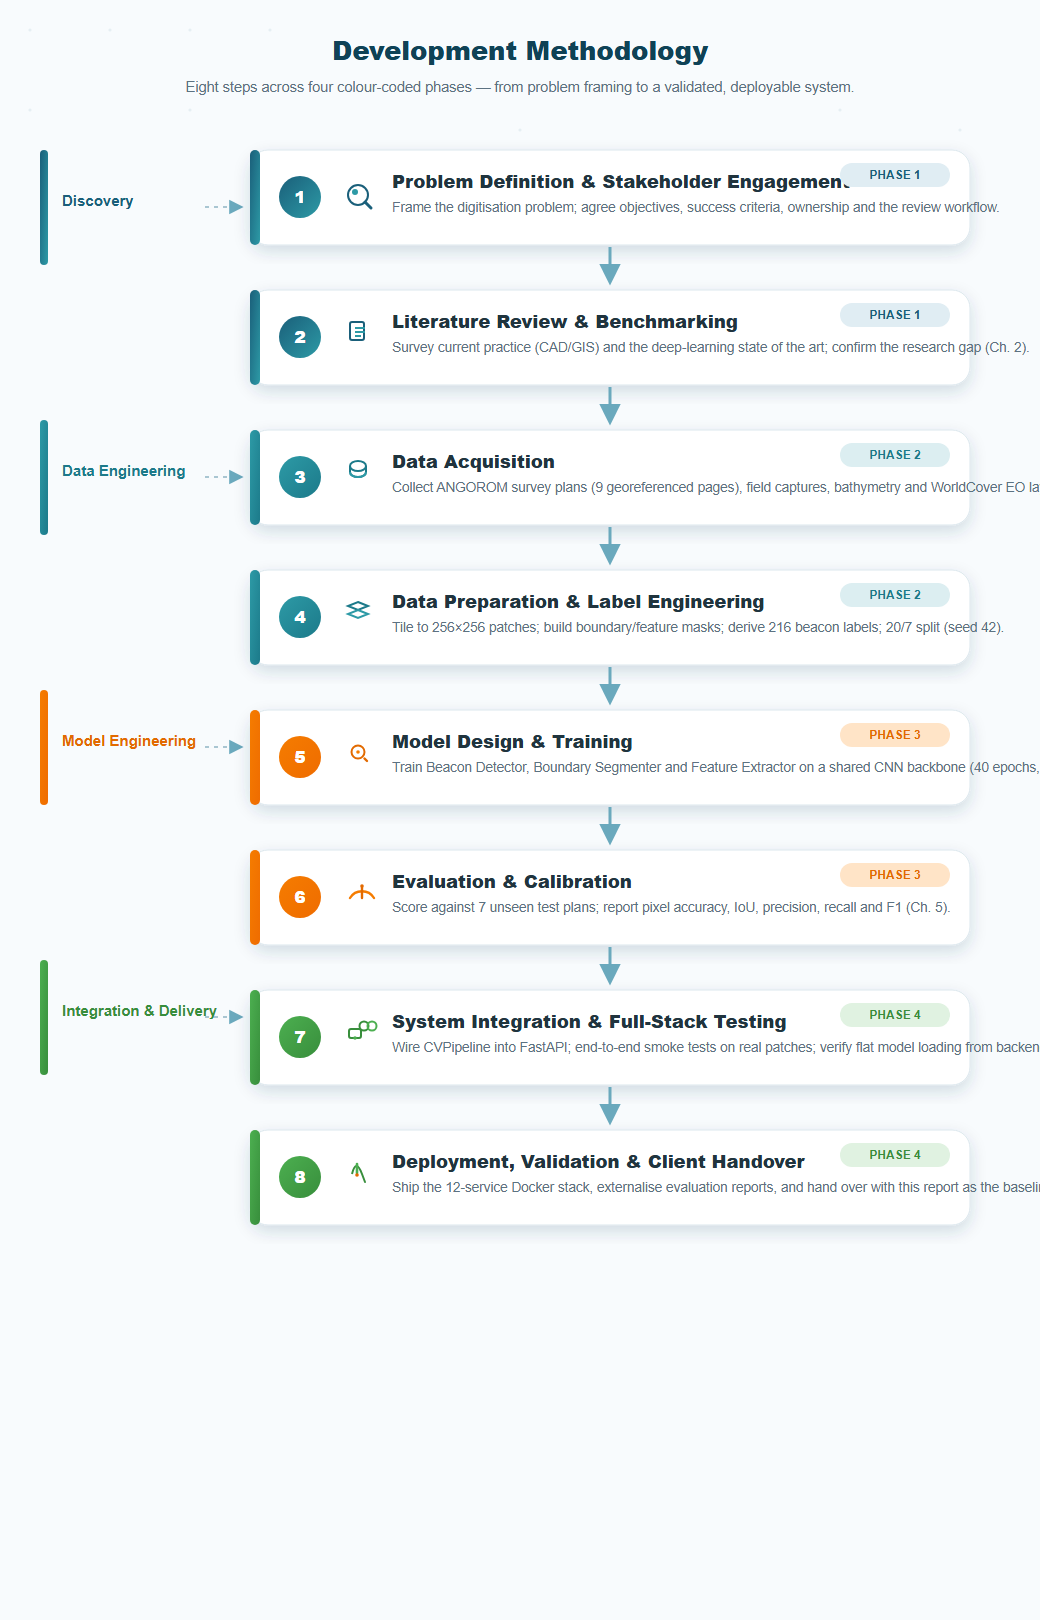 Development Methodology
Eight steps across four colour-coded phases — from problem framing to a validated, deployable system.
Discovery
1
Problem Definition & Stakeholder Engagement
PHASE 1
Frame the digitisation problem; agree objectives, success criteria, ownership and the review workflow.
2
Literature Review & Benchmarking
PHASE 1
Survey current practice (CAD/GIS) and the deep-learning state of the art; confirm the research gap (Ch. 2).
Data Engineering
3
Data Acquisition
PHASE 2
Collect ANGOROM survey plans (9 georeferenced pages), field captures, bathymetry and WorldCover EO la
4
Data Preparation & Label Engineering
PHASE 2
Tile to 256×256 patches; build boundary/feature masks; derive 216 beacon labels; 20/7 split (seed 42).
Model Engineering
5
Model Design & Training
PHASE 3
Train Beacon Detector, Boundary Segmenter and Feature Extractor on a shared CNN backbone (40 epochs,
6
Evaluation & Calibration
PHASE 3
Score against 7 unseen test plans; report pixel accuracy, IoU, precision, recall and F1 (Ch. 5).
Integration & Delivery
7
System Integration & Full-Stack Testing
PHASE 4
Wire CVPipeline into FastAPI; end-to-end smoke tests on real patches; verify flat model loading from backen
8
Deployment, Validation & Client Handover
PHASE 4
Ship the 12-service Docker stack, externalise evaluation reports, and hand over with this report as the baseli